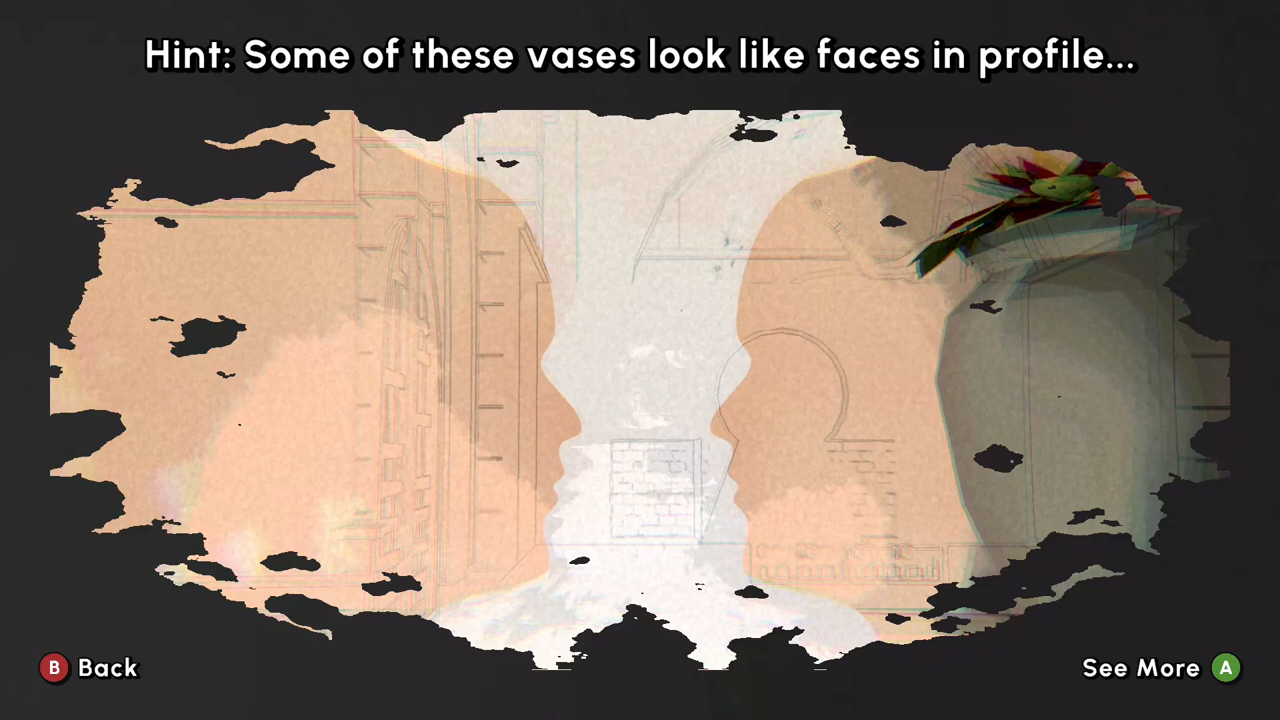 Hint: Some of these vases look like faces in profile...
B Back
See More A